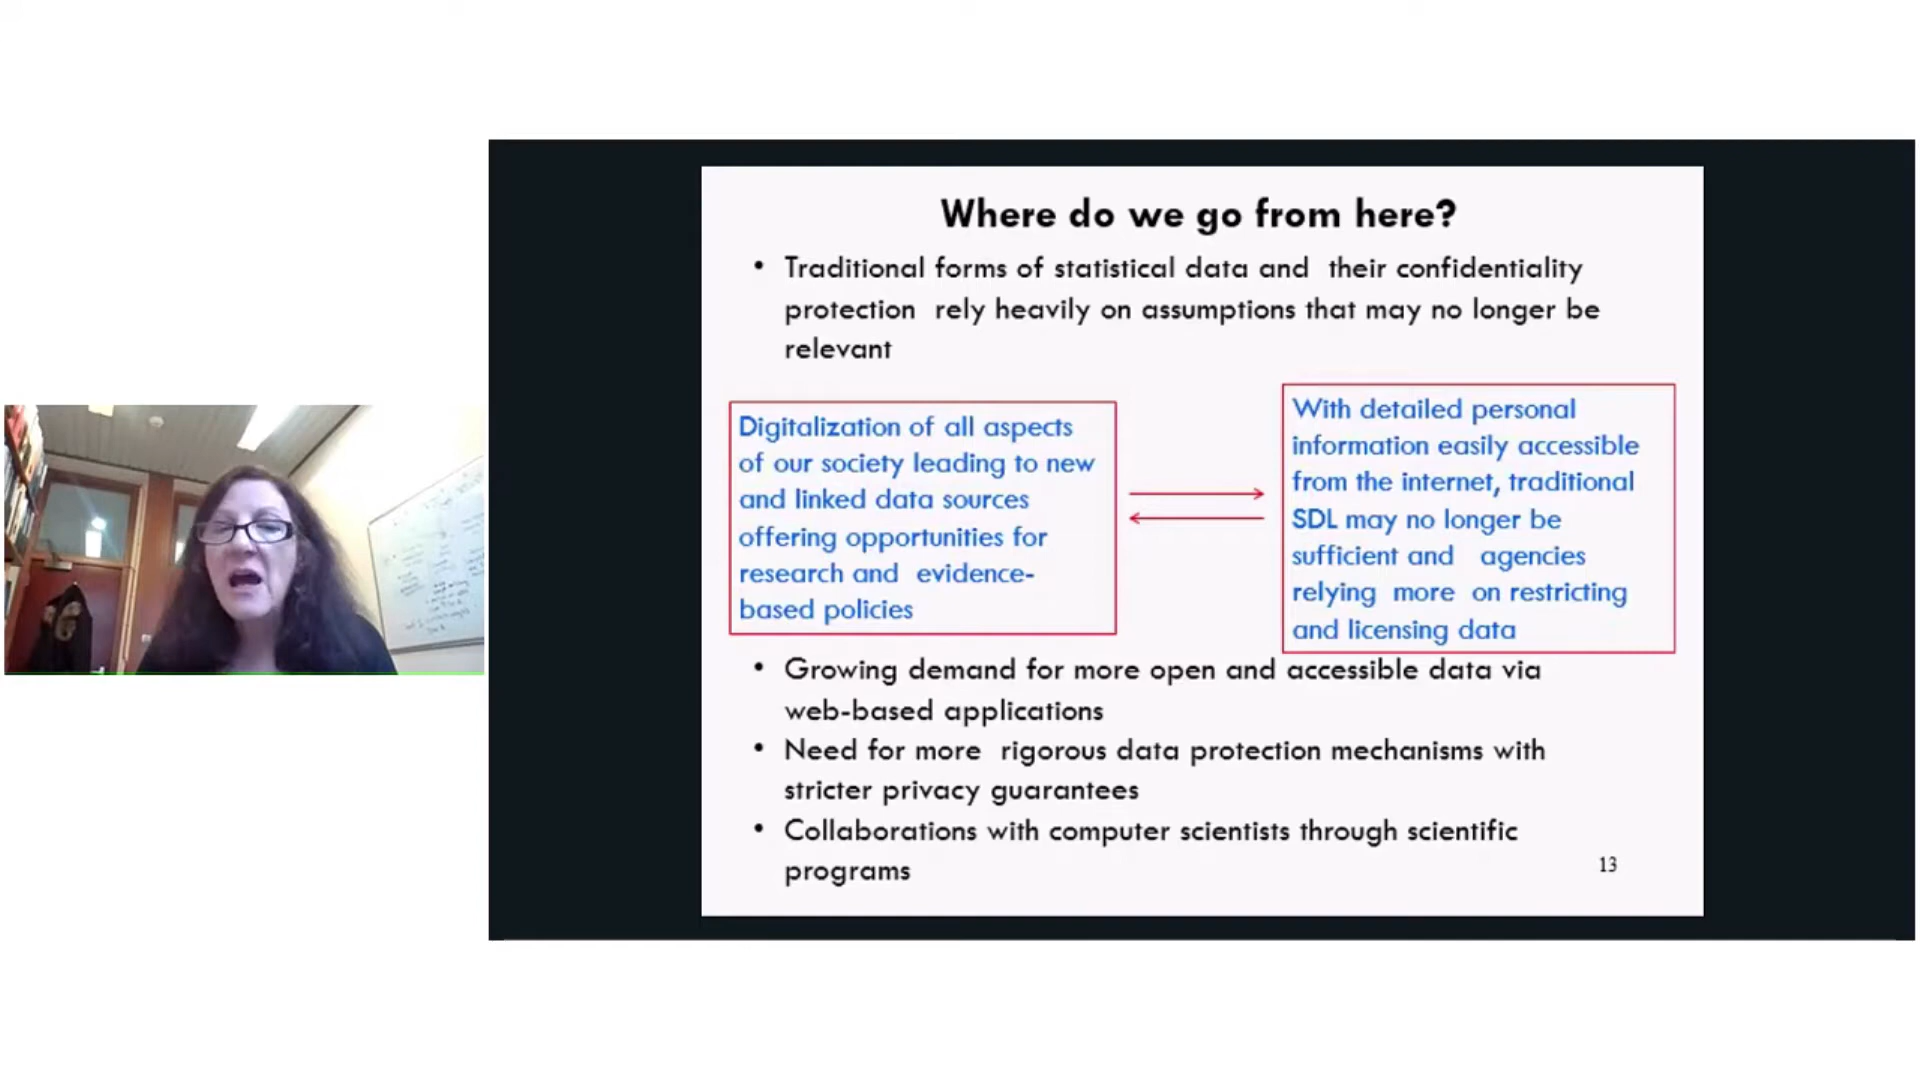 Where do we go from here?
• Traditional forms of statistical data and their confidentiality
protection rely heavily on assumptions that may no longer be
relevant
Digitalization of all aspects
of our society leading to new
and linked data sources
offering opportunities for
research and evidence-
based policies
With detailed personal
information easily accessible
from the internet, traditional
SDL may no longer be
sufficient and agencies
relying more on restricting
and licensing data
• Growing demand for more open and accessible data via
web-based applications
• Need for more rigorous data protection mechanisms with
stricter privacy guarantees
• Collaborations with computer scientists through scientific
programs
13